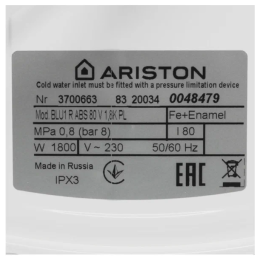 ARISTON
Cold water inlet must be fitted with a pressure limitation device
Nr 3700663 83 20034 0048479
Mod. BLU1 R ABS 80 V 1,8K PL Fe+Enamel
MPa 0,8 (bar 8) l 80
W 1800 V ~ 230 50/60 Hz
Made in Russia
IPX3
EAC